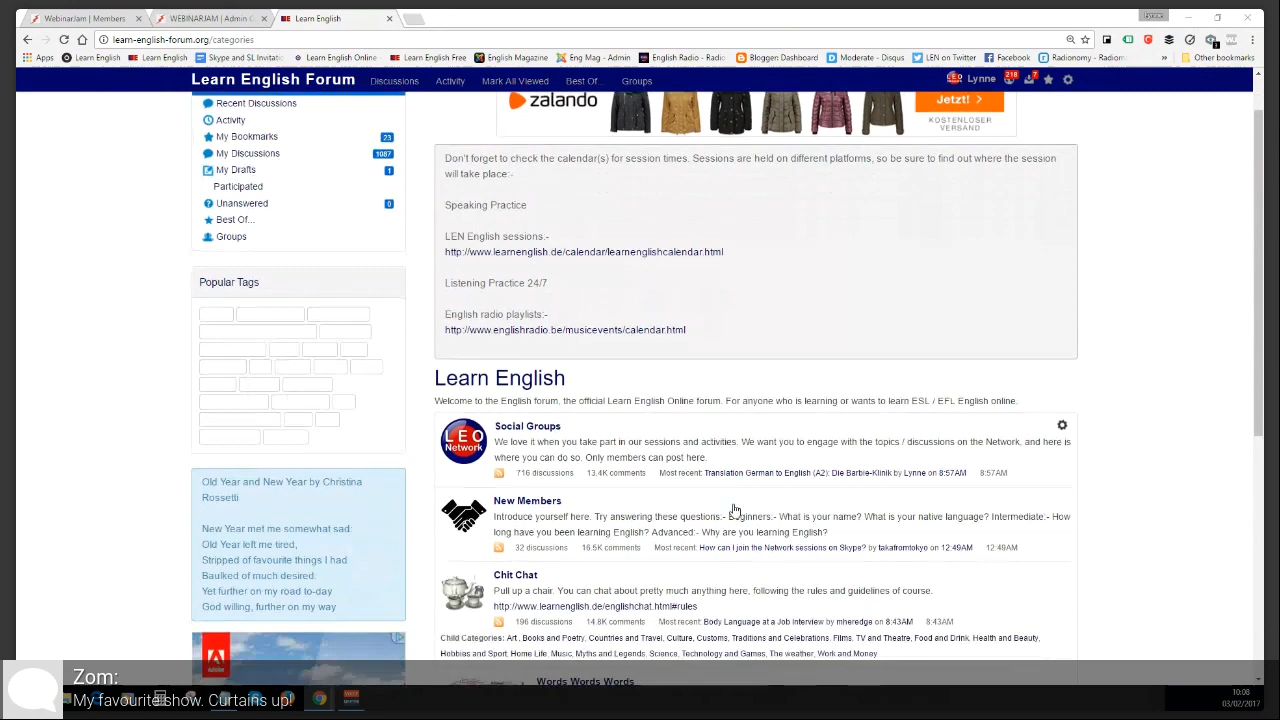 WebinarJam | Members
WEBINARJAM | Admin C
Learn English
Lynne
learn-english-forum.org/categories
Apps
Learn English
Learn English
Skype and SL Invitatio
Learn English Online
Learn English Free
English Magazine
Eng Mag - Admin
English Radio - Radio
Blogger: Dashboard
Moderate - Disqus
LEN on Twitter
Facebook
Radionomy - Radiom
Other bookmarks
Learn English Forum
Discussions
Activity
Mark All Viewed
Best Of...
Groups
LEO
Lynne
218
7
Recent Discussions
Activity
My Bookmarks 23
My Discussions 1087
My Drafts 1
Participated
Unanswered 0
Best Of...
Groups
zalando
Jetzt! >
KOSTENLOSER
VERSAND
Don't forget to check the calendar(s) for session times. Sessions are held on different platforms, so be sure to find out where the session
will take place:-
Speaking Practice
LEN English sessions:-
http://www.learnenglish.de/calendar/learnenglishcalendar.html
Listening Practice 24/7
English radio playlists:-
http://www.englishradio.be/musicevents/calendar.html
Popular Tags
Learn English
Welcome to the English forum, the official Learn English Online forum. For anyone who is learning or wants to learn ESL / EFL English online.
LEO
Network
Social Groups
We love it when you take part in our sessions and activities. We want you to engage with the topics / discussions on the Network, and here is
where you can do so. Only members can post here.
716 discussions 13.4K comments Most recent: Translation German to English (A2): Die Barbie-Klinik by Lynne on 8:57AM 8:57AM
New Members
Introduce yourself here. Try answering these questions:- Beginners:- What is your name? What is your native language? Intermediate:- How
long have you been learning English? Advanced:- Why are you learning English?
32 discussions 16.5K comments Most recent: How can I join the Network sessions on Skype? by takafromtokyo on 12:49AM 12:49AM
Chit Chat
Pull up a chair. You can chat about pretty much anything here, following the rules and guidelines of course.
http://www.learnenglish.de/englishchat.html#rules
196 discussions 14.8K comments Most recent: Body Language at a Job Interview by mheredge on 8:43AM 8:43AM
Child Categories: Art, Books and Poetry, Countries and Travel, Culture, Customs, Traditions and Celebrations, Films, TV and Theatre, Food and Drink, Health and Beauty,
Hobbies and Sport, Home Life, Music, Myths and Legends, Science, Technology and Games, The weather, Work and Money
Words Words Words
Old Year and New Year by Christina
Rossetti
New Year met me somewhat sad:
Old Year left me tired,
Stripped of favourite things I had
Baulked of much desired:
Yet further on my road to-day
God willing, further on my way
Zom:
My favourite show. Curtains up!
10:08
03/02/2017